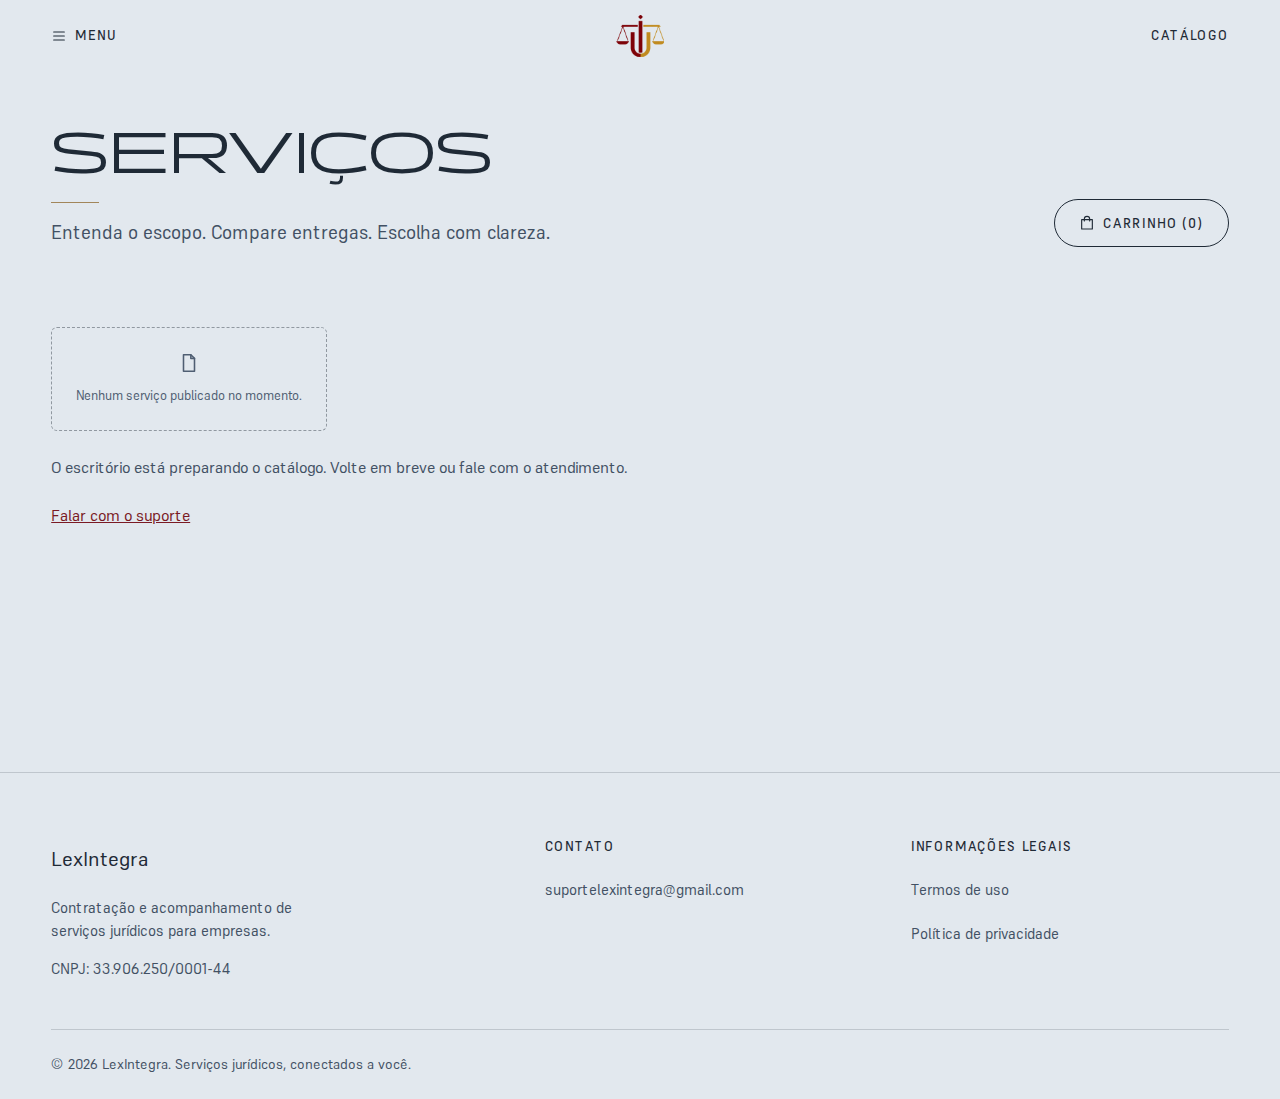 MENU
CATÁLOGO
SERVIÇOS
Entenda o escopo. Compare entregas. Escolha com clareza.
CARRINHO (0)
Nenhum serviço publicado no momento.
O escritório está preparando o catálogo. Volte em breve ou fale com o atendimento.
Falar com o suporte
LexIntegra
Contratação e acompanhamento de
serviços jurídicos para empresas.
CNPJ: 33.906.250/0001-44
CONTATO
suportelexintegra@gmail.com
INFORMAÇÕES LEGAIS
Termos de uso
Política de privacidade
© 2026 LexIntegra. Serviços jurídicos, conectados a você.